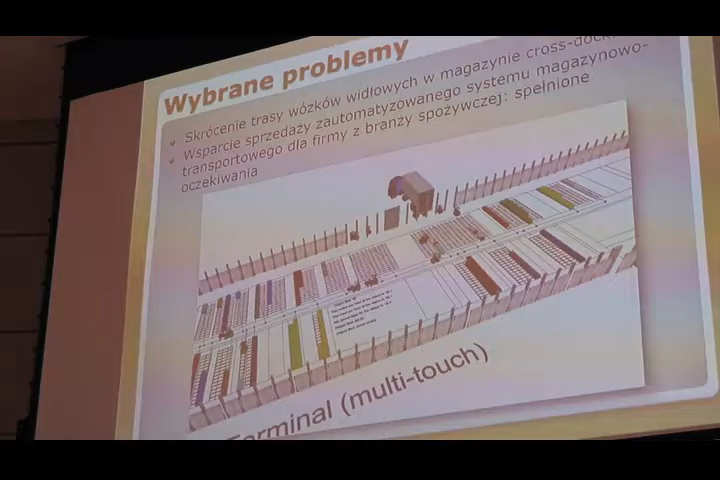 Wybrane problemy
Skrócenie trasy wózków widłowych w magazynie cross-dock
Wsparcie sprzedaży zautomatyzowanego systemu magazynowo-
transportowego dla firmy z branży spożywczej: spełnione
oczekiwania
Terminal (multi-touch)